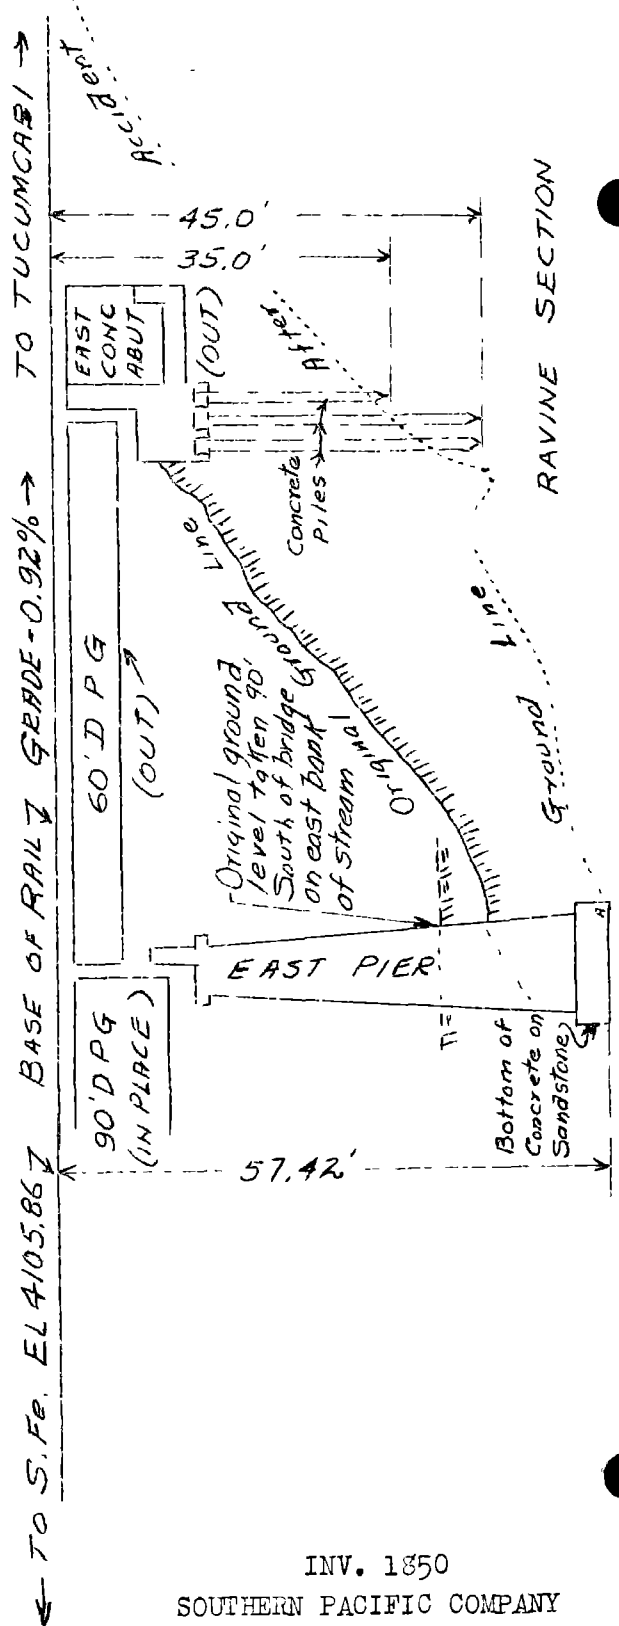 ← TO S.Fe. EL 4105.86 BASE OF RAIL GRADE-0.92% → TO TUCUMCABI →
90' D P G
(IN PLACE)
60' D P G
(OUT)
EAST
CONC
ABUT
(OUT)
45.0'
35.0'
57.42'
Concrete
Piles
Original Ground Line
Original ground
level taken 90'
South of bridge
on east bank
of stream
EAST PIER
Bottom of
Concrete on
Sandstone
Ground Line After Accident
RAVINE SECTION
INV. 1850
SOUTHERN PACIFIC COMPANY